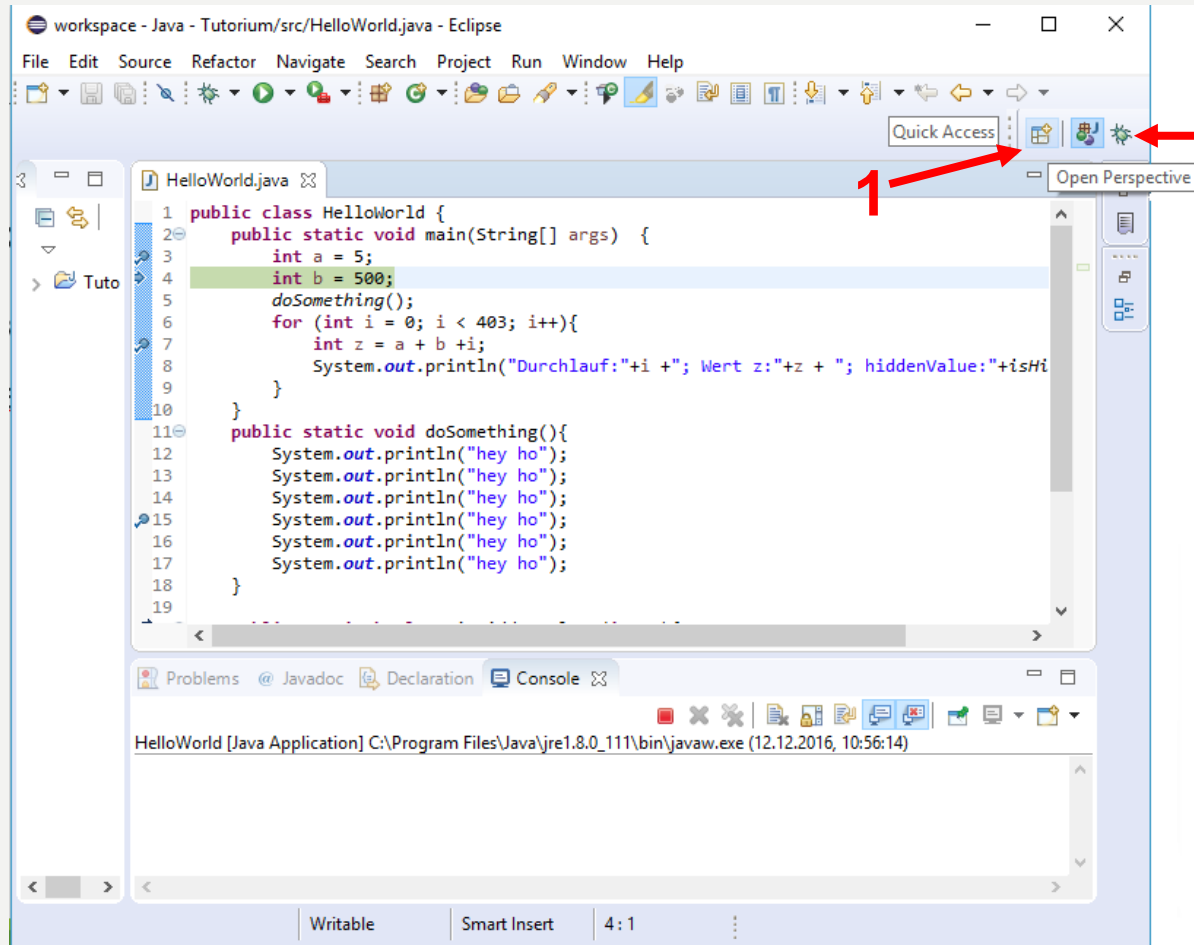 workspace - Java - Tutorium/src/HelloWorld.java - Eclipse
File Edit Source Refactor Navigate Search Project Run Window Help
Quick Access
1
Open Perspective
HelloWorld.java
Tuto
1 public class HelloWorld {
2 public static void main(String[] args) {
3 int a = 5;
4 int b = 500;
5 doSomething();
6 for (int i = 0; i < 403; i++){
7 int z = a + b +i;
8 System.out.println("Durchlauf:"+i +"; Wert z:"+z + "; hiddenValue:"+isHi
9 }
10 }
11 public static void doSomething(){
12 System.out.println("hey ho");
13 System.out.println("hey ho");
14 System.out.println("hey ho");
15 System.out.println("hey ho");
16 System.out.println("hey ho");
17 System.out.println("hey ho");
18 }
19
Problems @ Javadoc Declaration Console
HelloWorld [Java Application] C:\Program Files\Java\jre1.8.0_111\bin\javaw.exe (12.12.2016, 10:56:14)
Writable Smart Insert 4 : 1